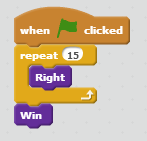 when clicked
repeat 15
Right
Win